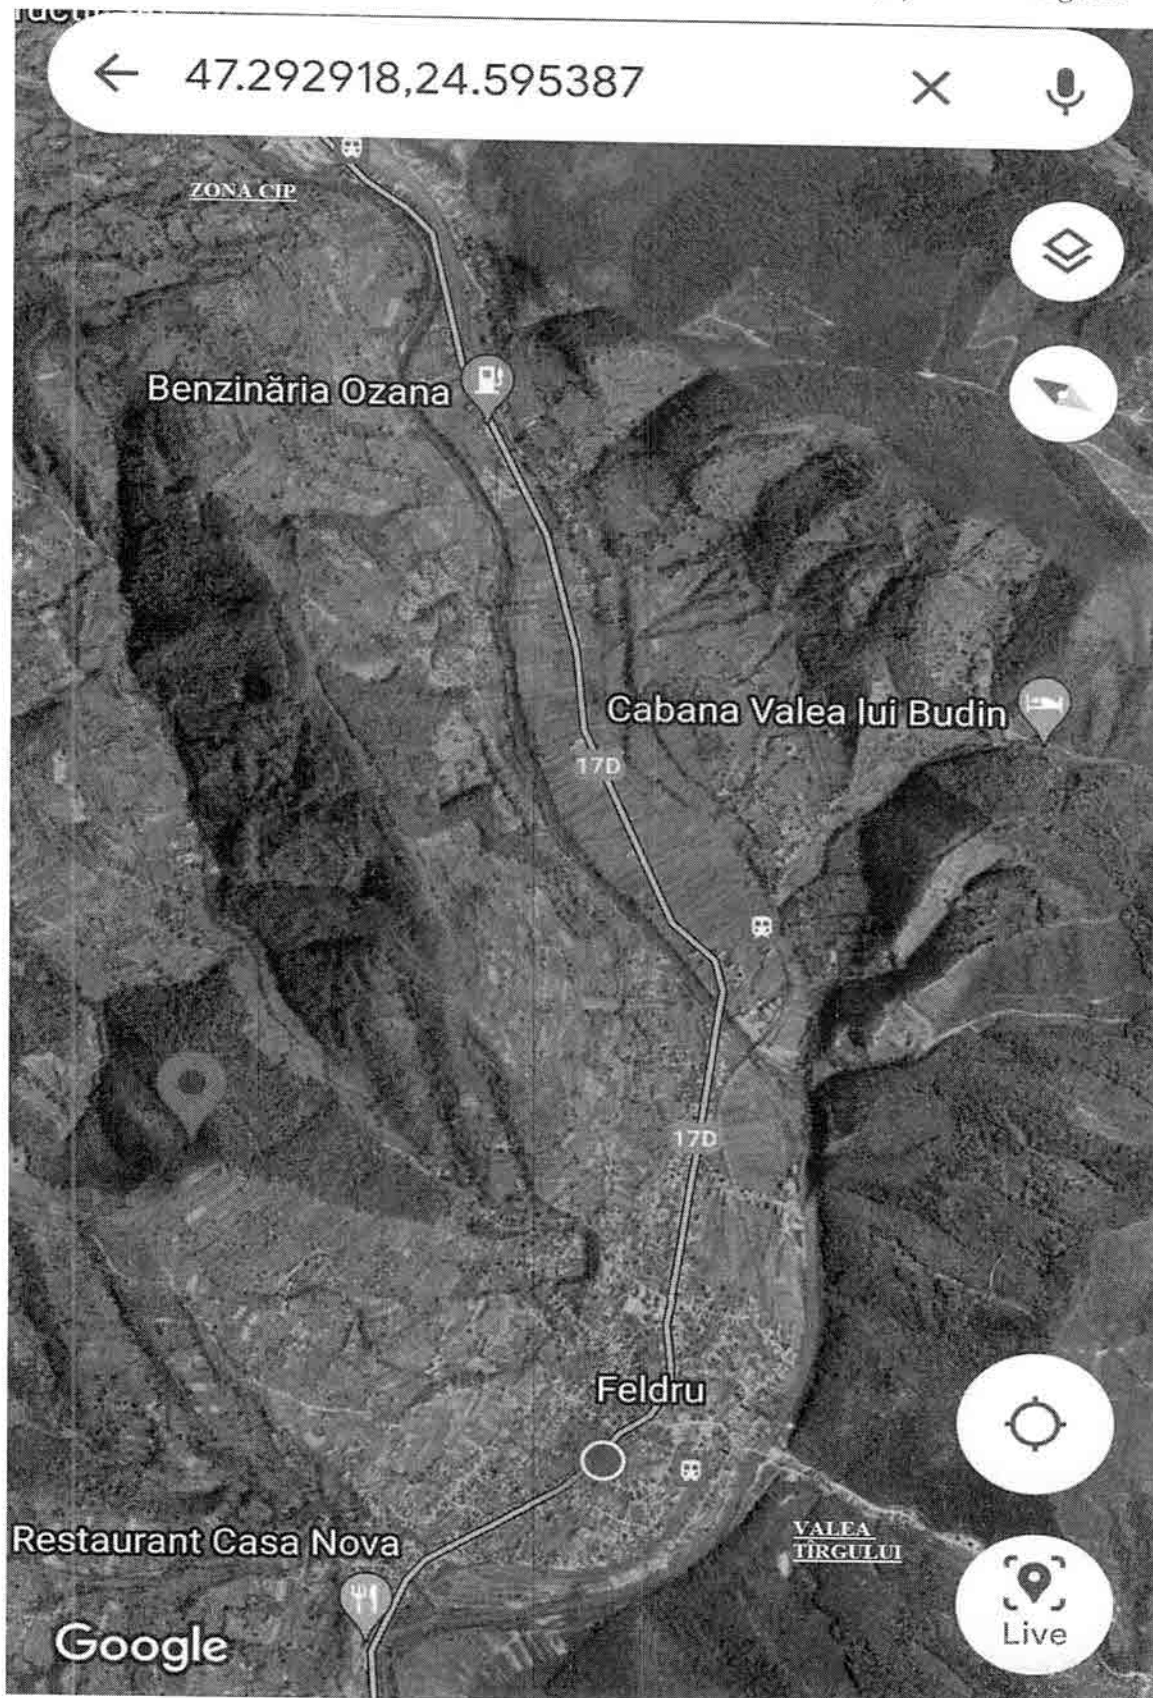 47.292918,24.595387
ZONA CIP
Benzinăria Ozana
Cabana Valea lui Budin
17D
17D
Feldru
Restaurant Casa Nova
VALEA
TÎRGULUI
Google
Live